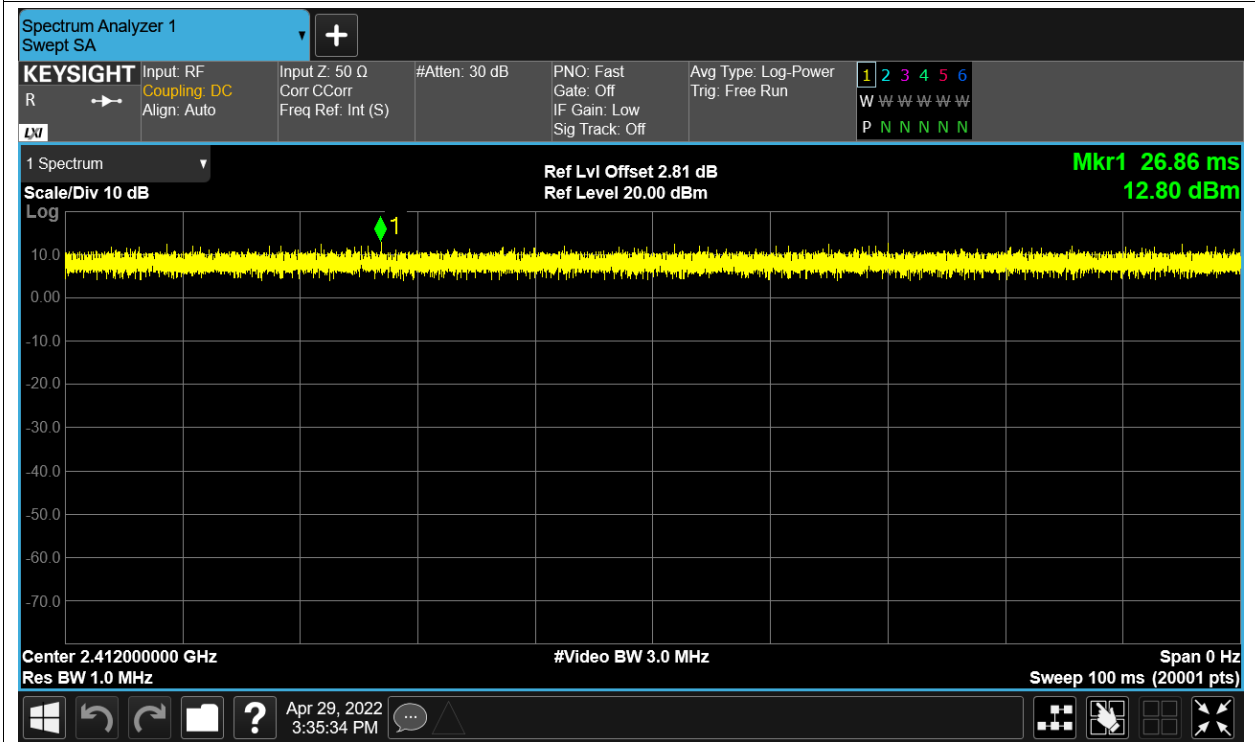 Spectrum Analyzer 1
Swept SA
KEYSIGHT
R
LXI
Input: RF
Coupling: DC
Align: Auto
Input Z: 50 Ω
Corr CCorr
Freq Ref: Int (S)
#Atten: 30 dB
PNO: Fast
Gate: Off
IF Gain: Low
Sig Track: Off
Avg Type: Log-Power
Trig: Free Run
1 2 3 4 5 6
W W W W W W
P N N N N N
1 Spectrum
Scale/Div 10 dB
Ref Lvl Offset 2.81 dB
Ref Level 20.00 dBm
Mkr1 26.86 ms
12.80 dBm
Log
1
10.0
0.00
-10.0
-20.0
-30.0
-40.0
-50.0
-60.0
-70.0
Center 2.412000000 GHz
Res BW 1.0 MHz
#Video BW 3.0 MHz
Span 0 Hz
Sweep 100 ms (20001 pts)
?
Apr 29, 2022
3:35:34 PM